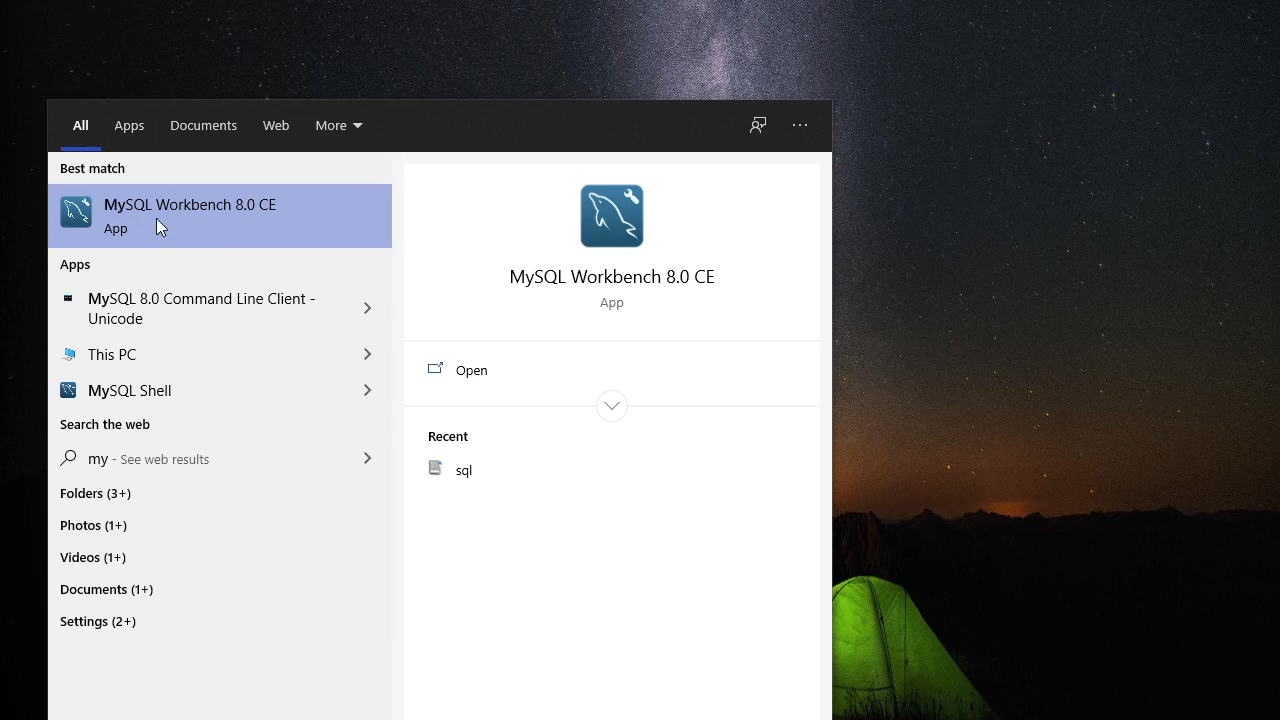 All
Apps
Documents
Web
More
Best match
MySQL Workbench 8.0 CE
App
Apps
MySQL 8.0 Command Line Client -
Unicode
This PC
MySQL Shell
Search the web
my - See web results
Folders (3+)
Photos (1+)
Videos (1+)
Documents (1+)
Settings (2+)
MySQL Workbench 8.0 CE
App
Open
Recent
sql